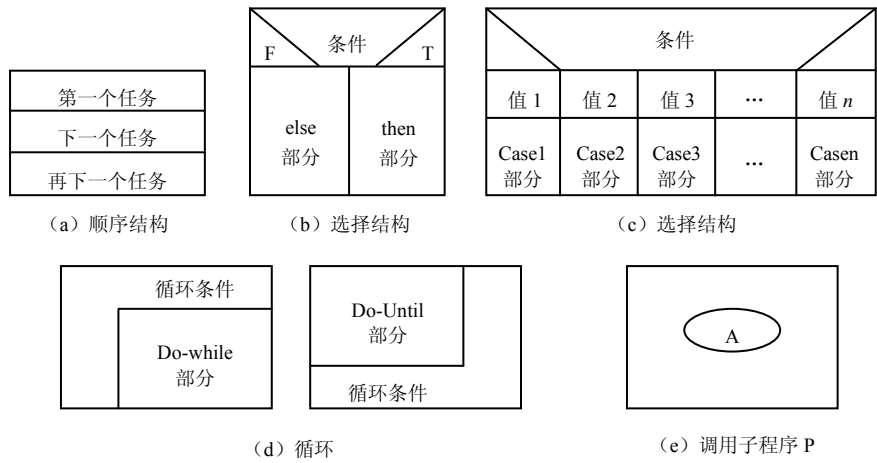 第一个任务
下一个任务
再下一个任务
（a）顺序结构
F 条件 T
else 部分
then 部分
（b）选择结构
条件
值 1 值 2 值 3 … 值 n
Case1 Case2 Case3 … Casen
部分 部分 部分 部分
（c）选择结构
循环条件
Do-while
部分
Do-Until
部分
循环条件
（d）循环
A
（e）调用子程序 P